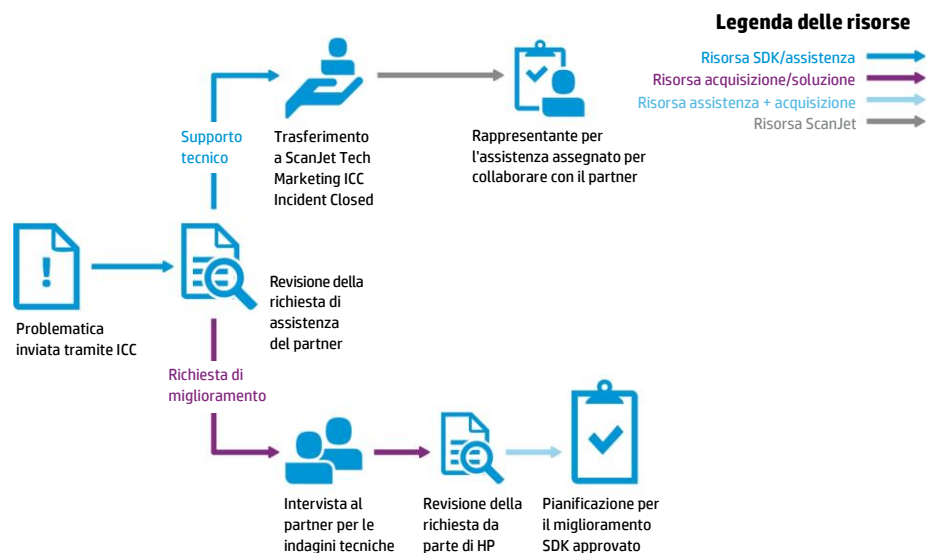 Legenda delle risorse
Risorsa SDK/assistenza
Risorsa acquisizione/soluzione
Risorsa assistenza + acquisizione
Risorsa ScanJet
Supporto
tecnico
Trasferimento
a ScanJet Tech
Marketing ICC
Incident Closed
Rappresentante per
l'assistenza assegnato per
collaborare con il partner
Problematica
inviata tramite ICC
Revisione della
richiesta di
assistenza
del partner
Richiesta di
miglioramento
Intervista al
partner per le
indagini tecniche
Revisione della
richiesta da
parte di HP
Pianificazione per
il miglioramento
SDK approvato